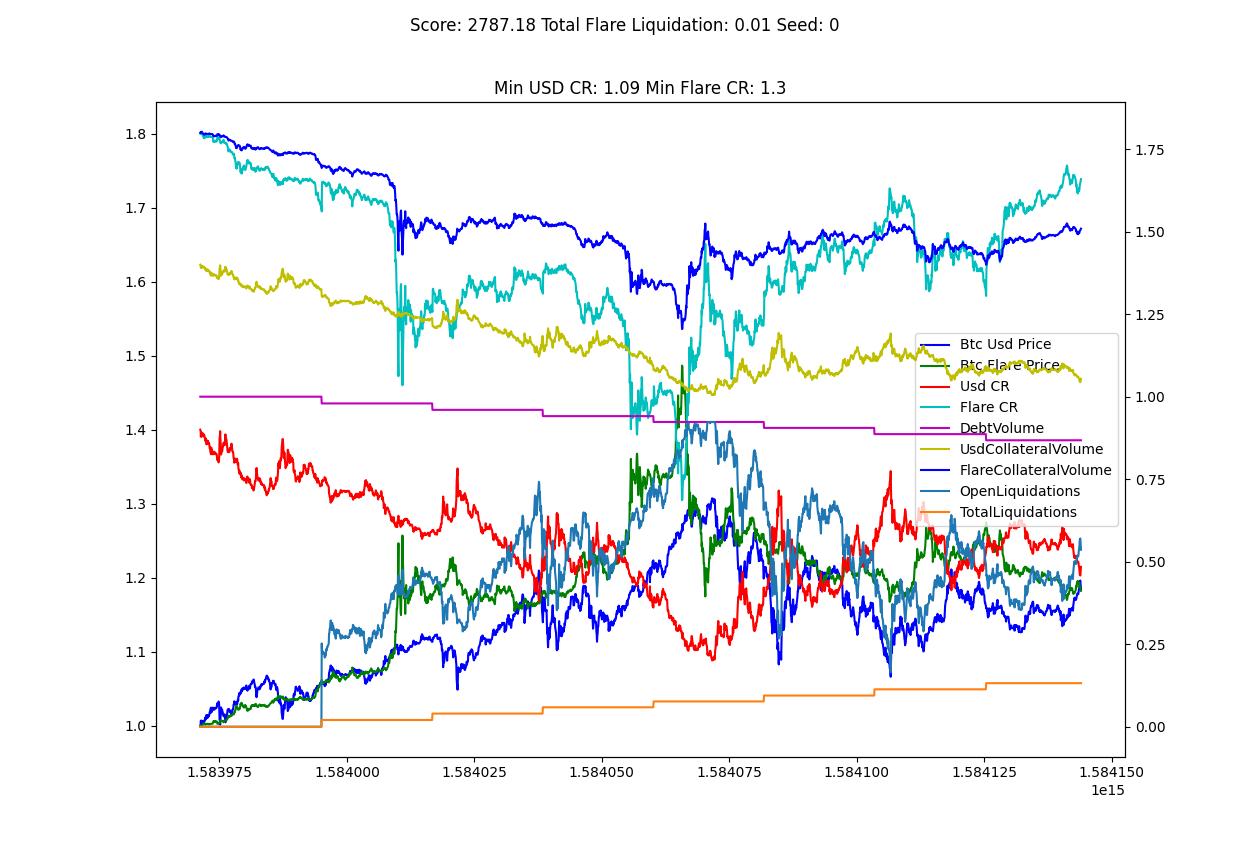 Score: 2787.18 Total Flare Liquidation: 0.01 Seed: 0
Min USD CR: 1.09 Min Flare CR: 1.3
1.8
1.7
1.6
1.5
1.4
1.3
1.2
1.1
1.0
1.75
1.50
1.25
1.00
0.75
0.50
0.25
0.00
Btc Usd Price
Btc Flare Price
Usd CR
Flare CR
DebtVolume
UsdCollateralVolume
FlareCollateralVolume
OpenLiquidations
TotalLiquidations
1.583975 1.584000 1.584025 1.584050 1.584075 1.584100 1.584125 1.584150
1e15